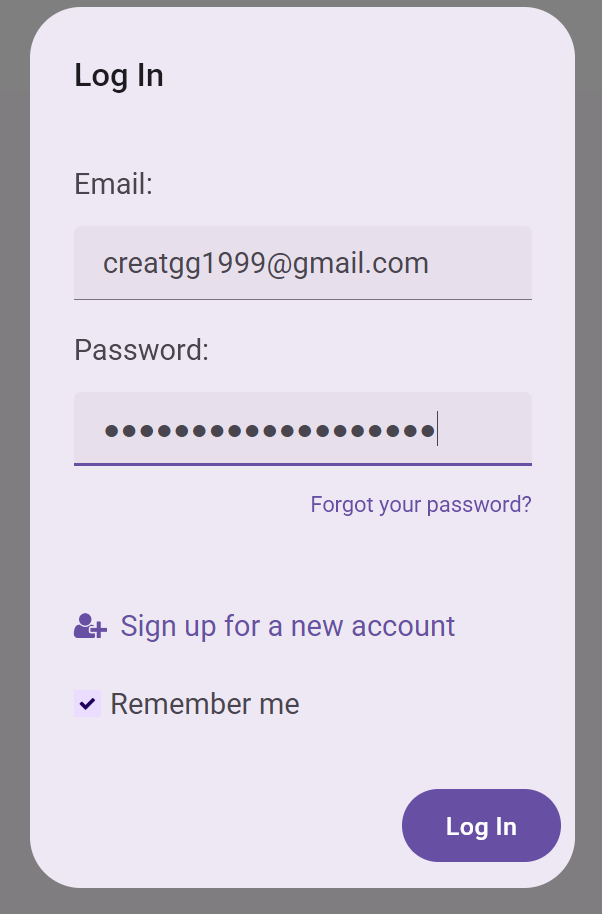 Log In
Email:
creatgg1999@gmail.com
Password:
●●●●●●●●●●●●●●●●●●●
Forgot your password?
Sign up for a new account
Remember me
Log In